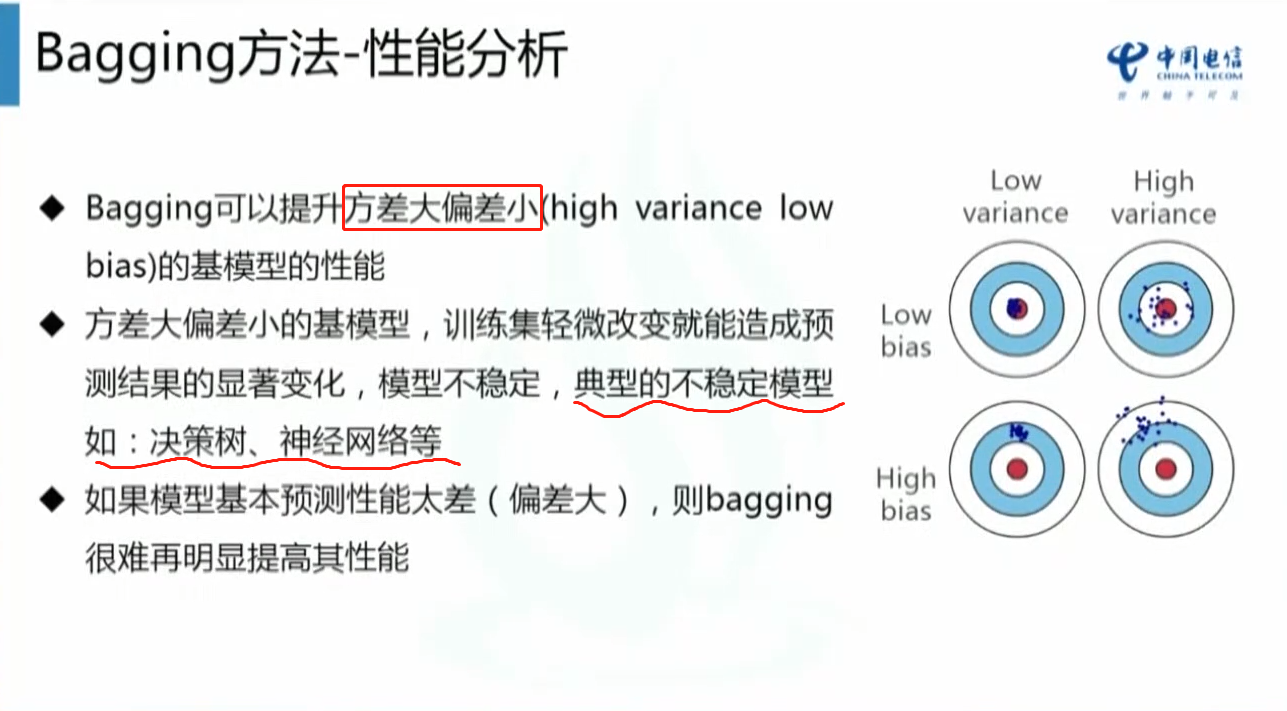 Bagging方法-性能分析
中国电信
CHINA TELECOM
世界触手可及
◆ Bagging可以提升方差大偏差小(high variance low
bias)的基模型的性能
◆ 方差大偏差小的基模型，训练集轻微改变就能造成预
测结果的显著变化，模型不稳定，典型的不稳定模型
如：决策树、神经网络等
◆ 如果模型基本预测性能太差（偏差大），则bagging
很难再明显提高其性能
Low
variance
High
variance
Low
bias
High
bias